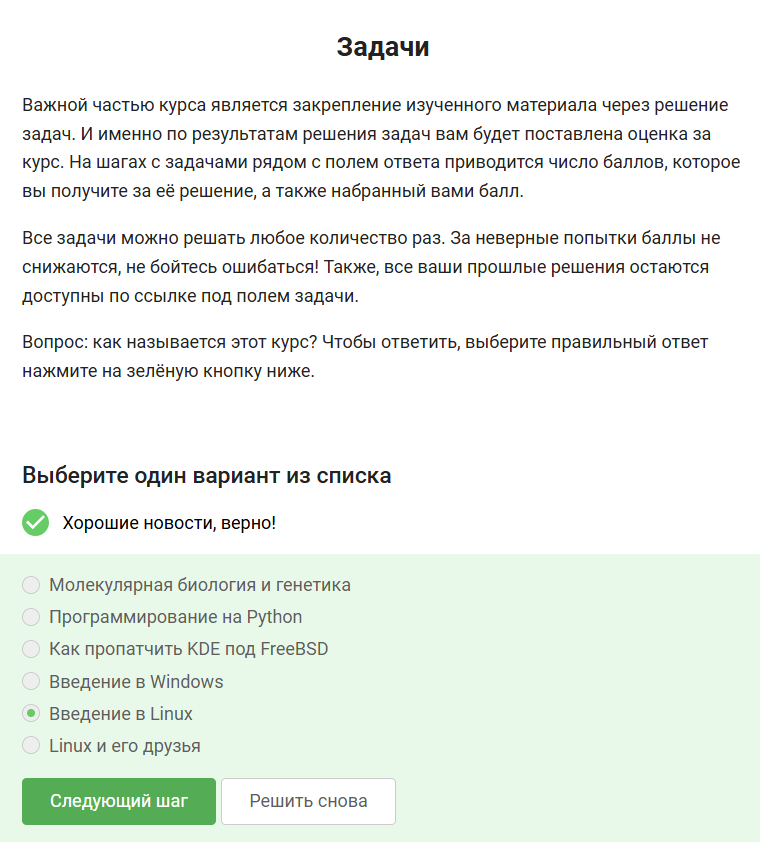 Задачи
Важной частью курса является закрепление изученного материала через решение
задач. И именно по результатам решения задач вам будет поставлена оценка за
курс. На шагах с задачами рядом с полем ответа приводится число баллов, которое
вы получите за её решение, а также набранный вами балл.
Все задачи можно решать любое количество раз. За неверные попытки баллы не
снижаются, не бойтесь ошибаться! Также, все ваши прошлые решения остаются
доступны по ссылке под полем задачи.
Вопрос: как называется этот курс? Чтобы ответить, выберите правильный ответ
нажмите на зелёную кнопку ниже.
Выберите один вариант из списка
Хорошие новости, верно!
Молекулярная биология и генетика
Программирование на Python
Как пропатчить KDE под FreeBSD
Введение в Windows
Введение в Linux
Linux и его друзья
Следующий шаг Решить снова